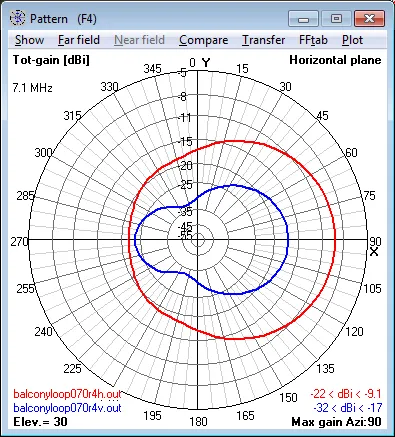 Pattern (F4)
Show Far field Near field Compare Transfer FFtab Plot
Tot-gain [dBi] 0 Y Horizontal plane
7.1 MHz
345 -5 15
330 -8 30
315 -11 45
300 -15 60
-20
285 -25 75
-35
-45
-55
270 90
X
255 105
240 120
225 135
210 150
195 180 165
balconyloop070r4h.out -22 < dBi < -9.1
balconyloop070r4v.out -32 < dBi < -17
Elev.= 30 Max gain Azi:90